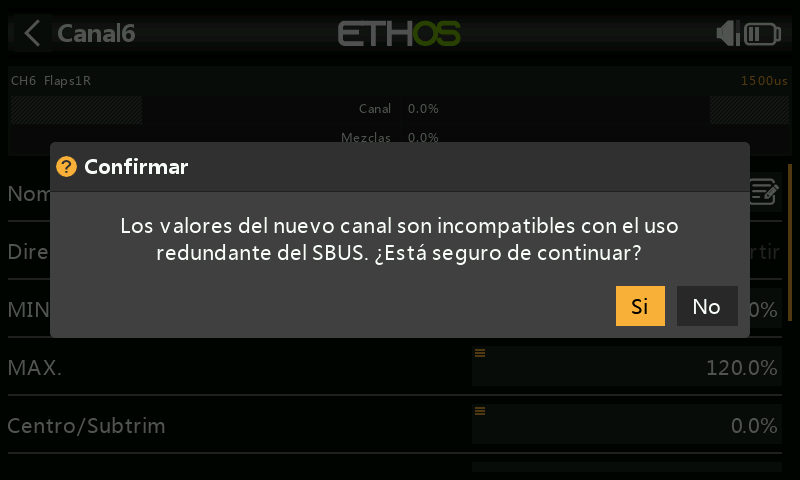 Canal6
ETHOS
CH6 Flaps1R
1500us
Canal 0.0%
Mezclas 0.0%
Confirmar
Los valores del nuevo canal son incompatibles con el uso
redundante del SBUS. ¿Está seguro de continuar?
Si No
Nom
Dire rtir
MIN 0%
MAX. 120.0%
Centro/Subtrim 0.0%